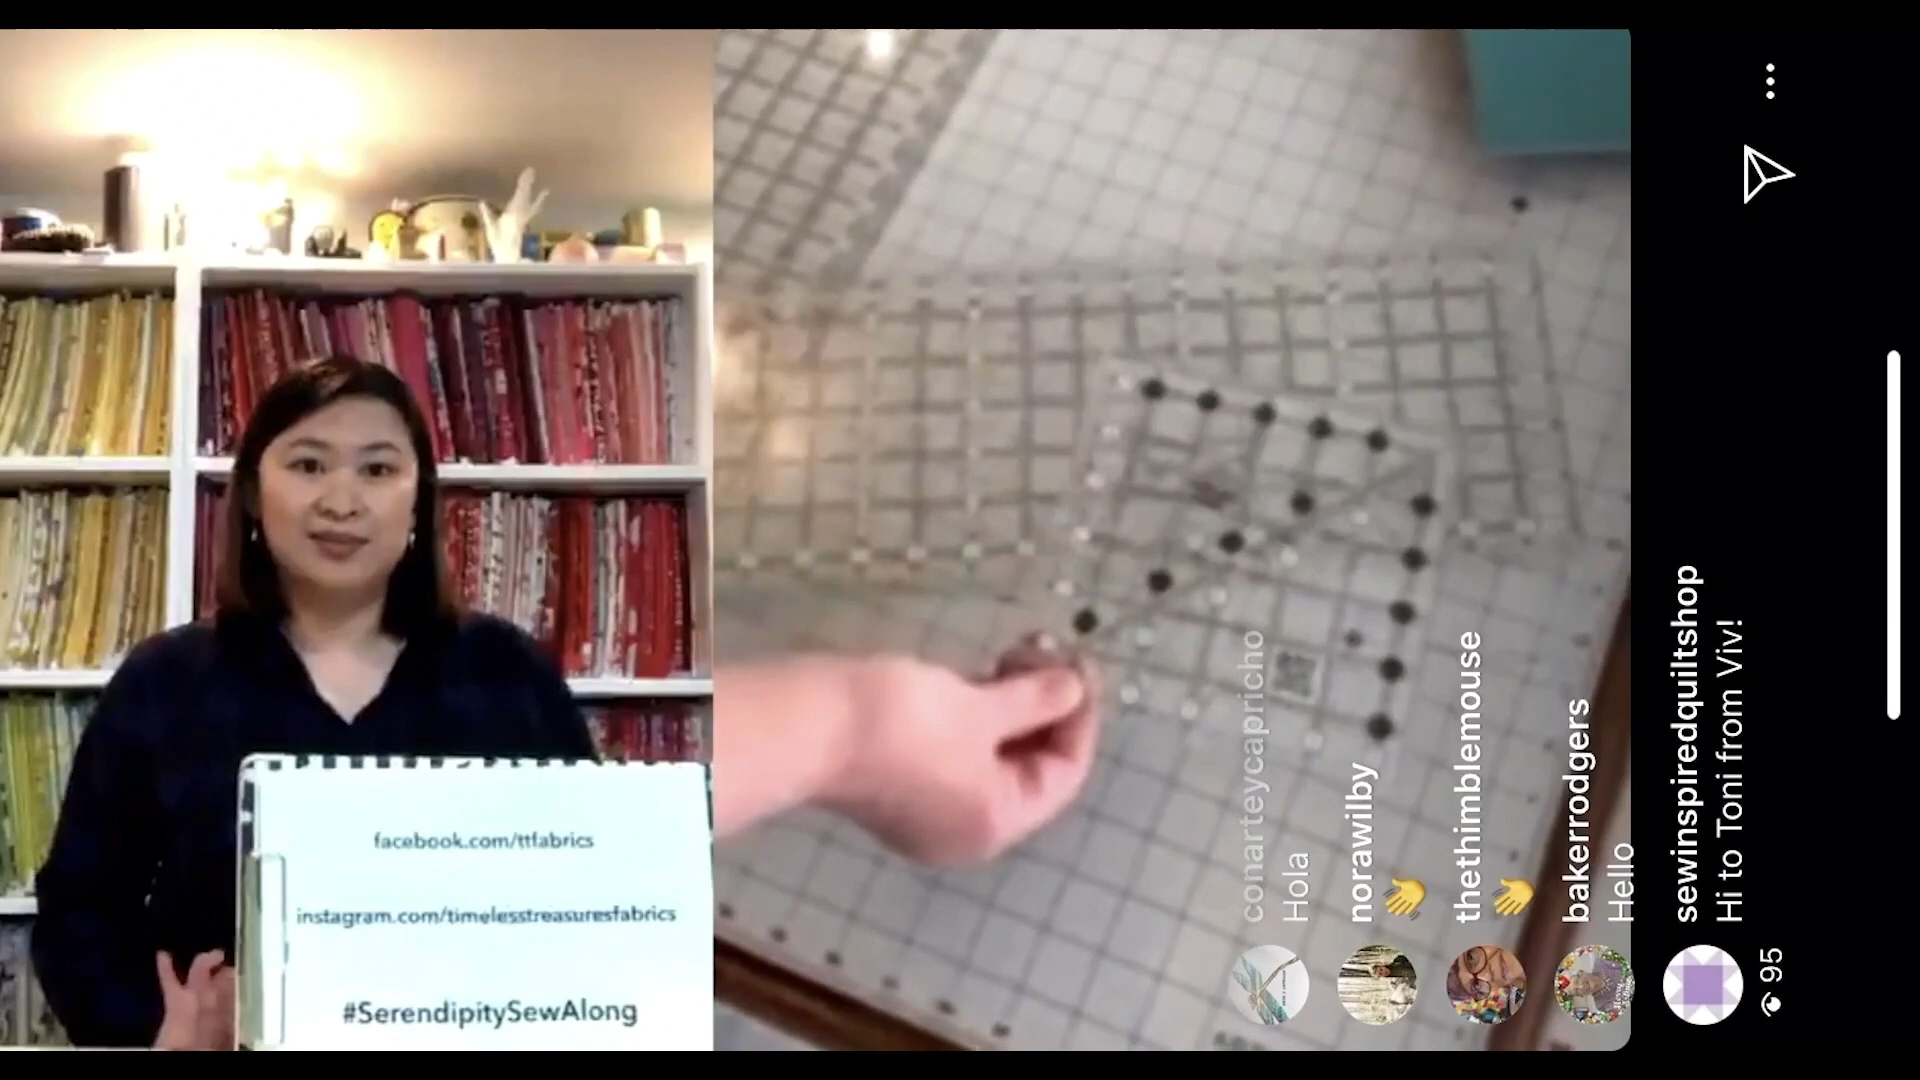 facebook.com/ttfabrics
instagram.com/timelesstreasuresfabrics
#SerendipitySewAlong
conarteycapricho
Hola
norawilby
👋
thethimblemouse
👋
bakerrodgers
Hello
sewinspiredquiltshop
Hi to Toni from Viv!
95